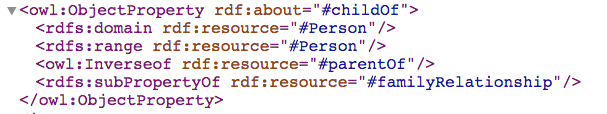 ▼<owl:ObjectProperty rdf:about="#childOf">
<rdfs:domain rdf:resource="#Person"/>
<rdfs:range rdf:resource="#Person"/>
<owl:Inverseof rdf:resource="#parentOf"/>
<rdfs:subPropertyOf rdf:resource="#familyRelationship"/>
</owl:ObjectProperty>